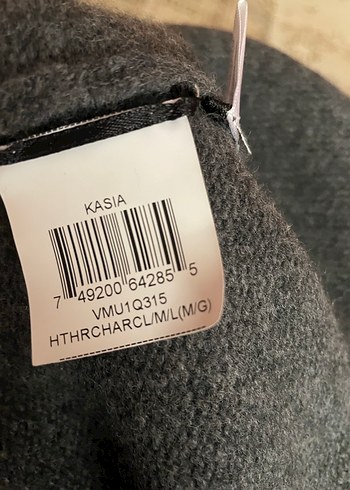 KASIA
7 49200 64285 5
VMU1Q315
HTHRCHARCL/M/L(M/G)